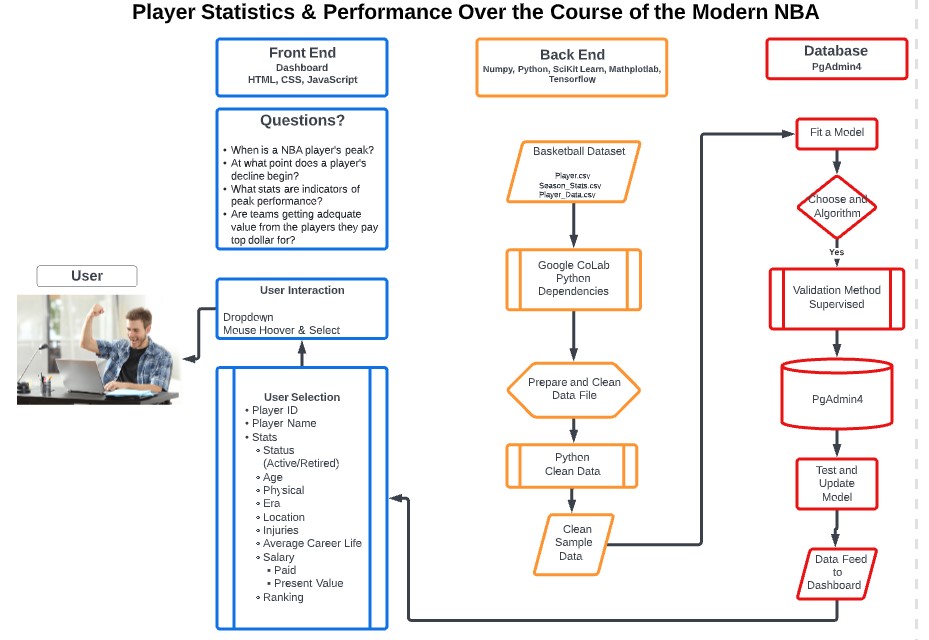 Player Statistics & Performance Over the Course of the Modern NBA
Front End
Dashboard
HTML, CSS, JavaScript
Questions?
• When is a NBA player's peak?
• At what point does a player's
decline begin?
• What stats are indicators of
peak performance?
• Are teams getting adequate
value from the players they pay
top dollar for?
User
User Interaction
Dropdown
Mouse Hoover & Select
User Selection
• Player ID
• Player Name
• Stats
∘ Status
(Active/Retired)
∘ Age
∘ Physical
∘ Era
∘ Location
∘ Injuries
∘ Average Career Life
∘ Salary
▪ Paid
▪ Present Value
∘ Ranking
Back End
Numpy, Python, SciKit Learn, Mathplotlab,
Tensorflow
Basketball Dataset
Player.csv
Season_Stats.csv
Player_Data.csv
Google CoLab
Python
Dependencies
Prepare and Clean
Data File
Python
Clean Data
Clean
Sample
Data
Database
PgAdmin4
Fit a Model
Choose and
Algorithm
Yes
Validation Method
Supervised
PgAdmin4
Test and
Update
Model
Data Feed
to
Dashboard